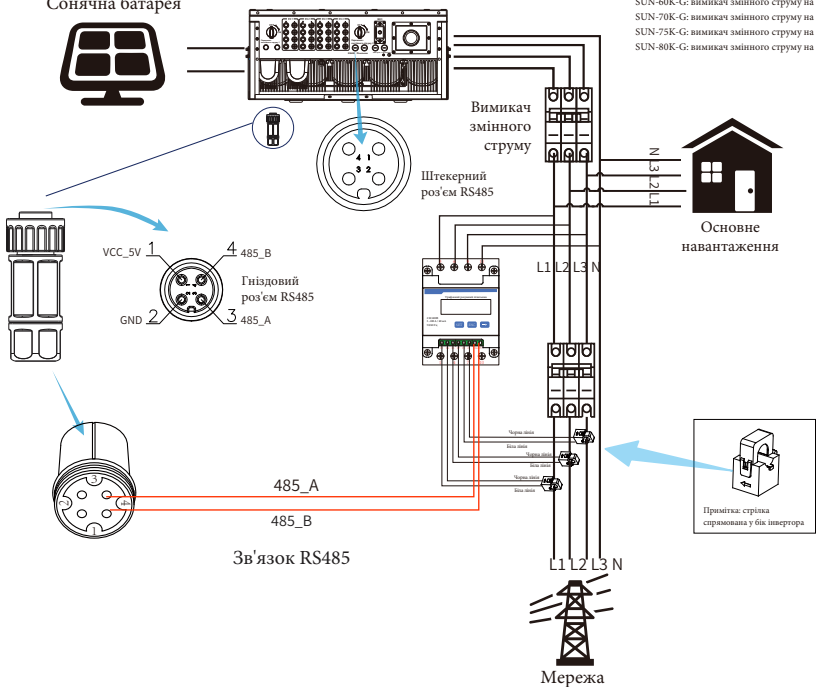 Сонячна батарея
SUN-60K-G: вимикач змінного струму на
SUN-70K-G: вимикач змінного струму на
SUN-75K-G: вимикач змінного струму на
SUN-80K-G: вимикач змінного струму на
Вимикач
змінного
струму
4 1
3 2
Штекерний
роз'єм RS485
N
L3
L2
L1
Основне
навантаження
VCC_5V 1
4 485_B
Гніздовий
роз'єм RS485
GND 2
3 485_A
L1 L2 L3 N
Чорна лінія
Біла лінія
Чорна лінія
Біла лінія
Чорна лінія
Біла лінія
Примітка: стрілка
спрямована у бік інвертора
3
2
4
1
485_A
485_B
Зв'язок RS485
L1 L2 L3 N
Мережа